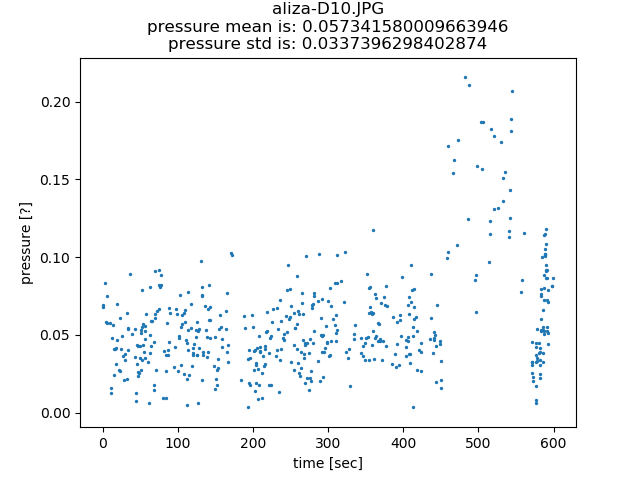 aliza-D10.JPG
pressure mean is: 0.057341580009663946
pressure std is: 0.0337396298402874
0.20
0.15
0.10
0.05
0.00
pressure [?]
0 100 200 300 400 500 600
time [sec]